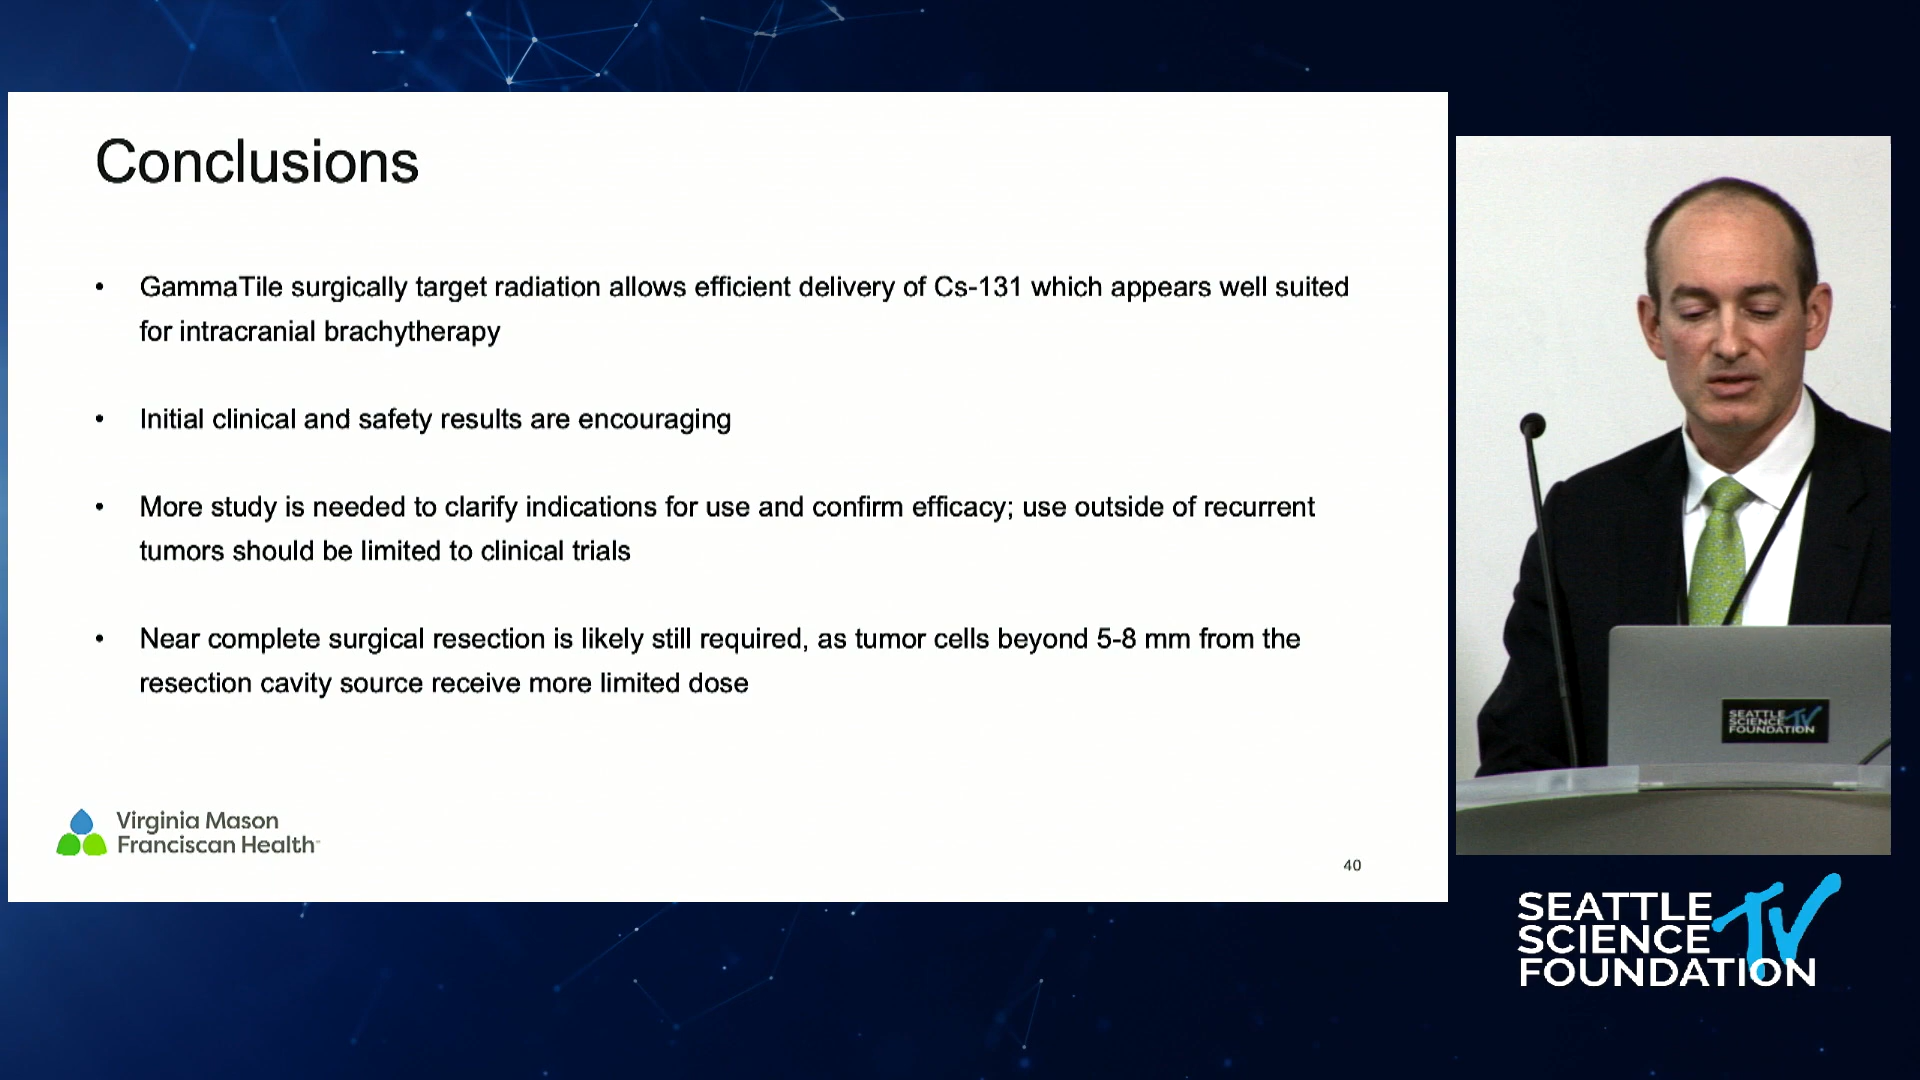 Conclusions
• GammaTile surgically target radiation allows efficient delivery of Cs-131 which appears well suited
for intracranial brachytherapy
• Initial clinical and safety results are encouraging
• More study is needed to clarify indications for use and confirm efficacy; use outside of recurrent
tumors should be limited to clinical trials
• Near complete surgical resection is likely still required, as tumor cells beyond 5-8 mm from the
resection cavity source receive more limited dose
Virginia Mason
Franciscan Health
40
SEATTLE
SCIENCE TV
FOUNDATION
SEATTLE
SCIENCE TV
FOUNDATION